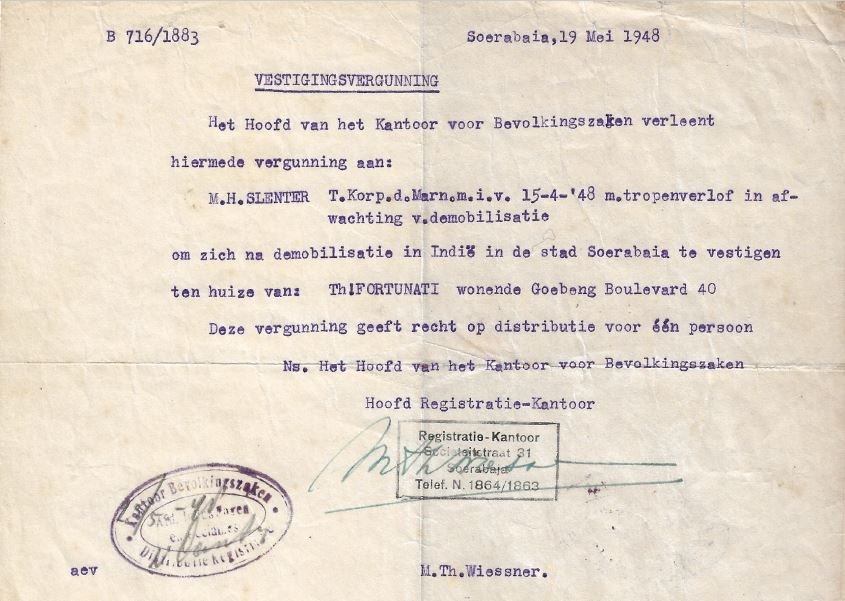 B 716/1883 Soerabaia, 19 Mei 1948
VESTIGINGSVERGUNNING
Het Hoofd van het Kantoor voor Bevolkingszaken verleent
hiermede vergunning aan:
M.H.SLENTER T.Korp.d.Marn.m.i.v. 15-4-'48 m.tropenverlof in af-
wachting v.demobilisatie
om zich na demobilisatie in Indië in de stad Soerabaia te vestigen
ten huize van: Th.FORTUNATI wonende Goebeng Boulevard 40
Deze vergunning geeft recht op distributie voor één persoon
Ns. Het Hoofd van het Kantoor voor Bevolkingszaken
Hoofd Registratie-Kantoor
Registratie-Kantoor
Societeitstraat 31
Soerabaja
Telef. N. 1864/1863
Kantoor Bevolkingszaken
Distributie
aev M.Th.Wiessner.